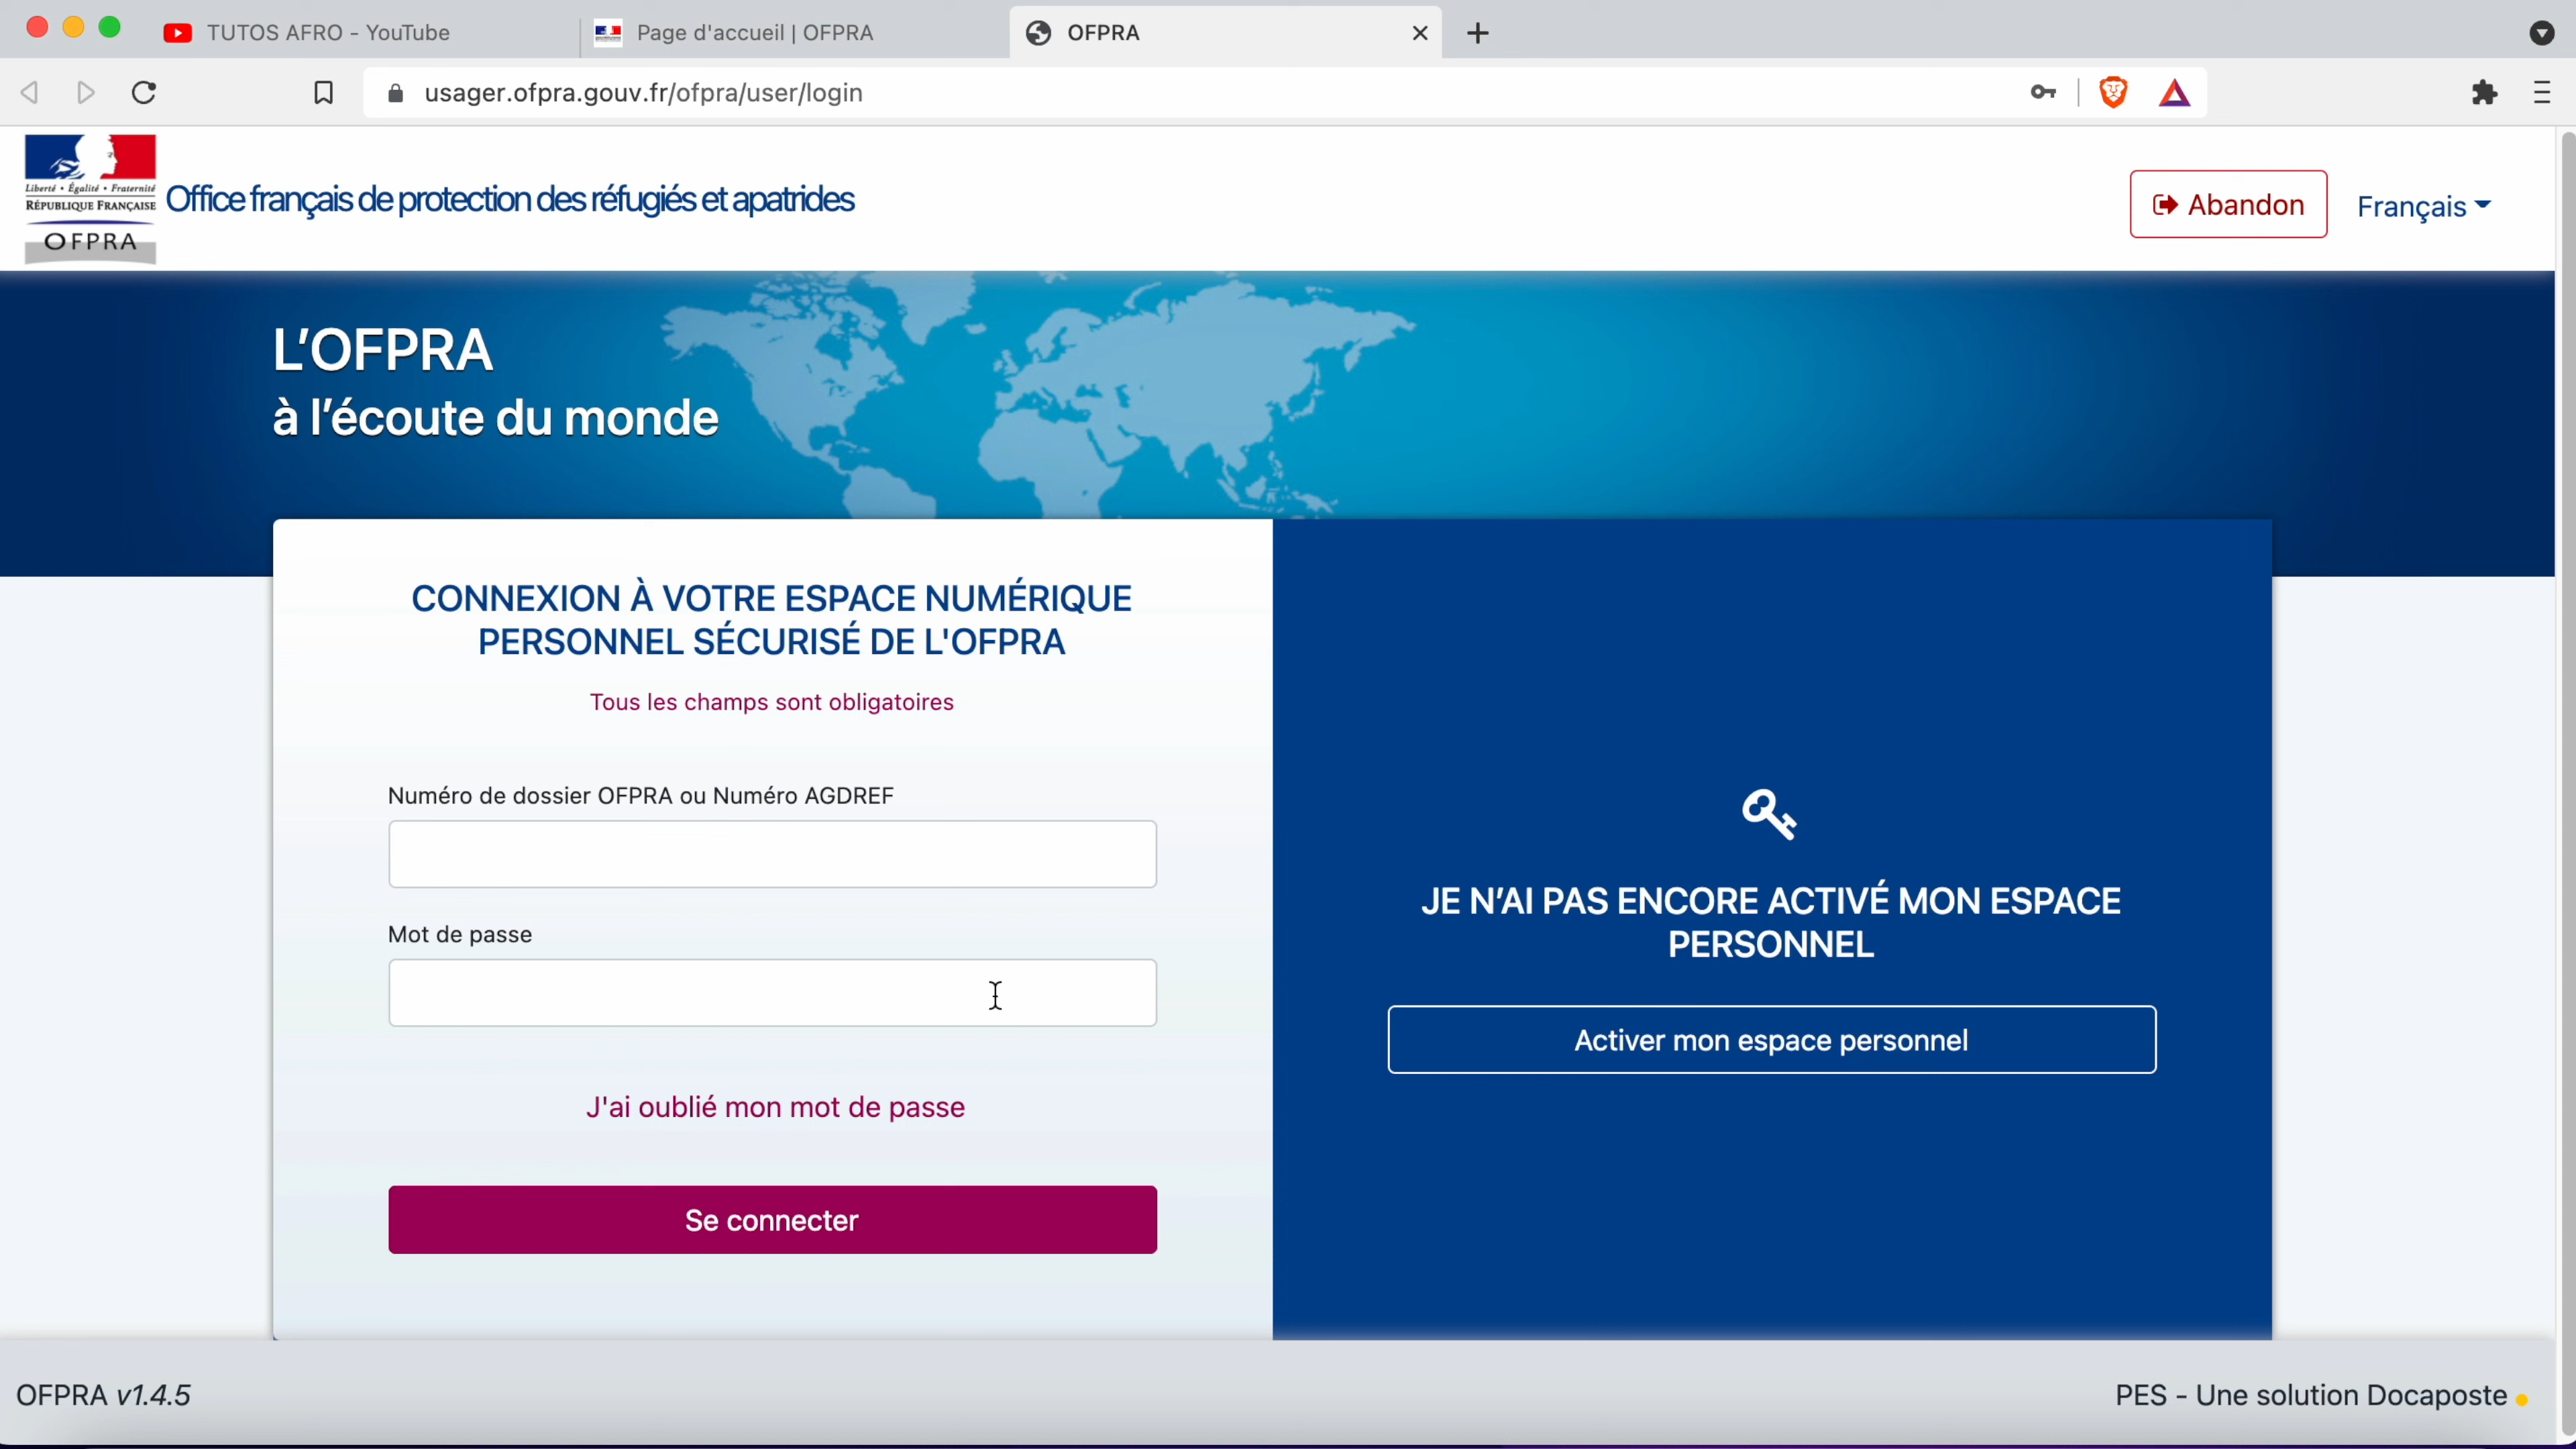 TUTOS AFRO - YouTube
Page d'accueil | OFPRA
OFPRA
usager.ofpra.gouv.fr/ofpra/user/login
Liberté • Égalité • Fraternité
RÉPUBLIQUE FRANÇAISE
OFPRA
Office français de protection des réfugiés et apatrides
Abandon
Français
L'OFPRA
à l'écoute du monde
CONNEXION À VOTRE ESPACE NUMÉRIQUE
PERSONNEL SÉCURISÉ DE L'OFPRA
Tous les champs sont obligatoires
Numéro de dossier OFPRA ou Numéro AGDREF
Mot de passe
J'ai oublié mon mot de passe
Se connecter
JE N'AI PAS ENCORE ACTIVÉ MON ESPACE
PERSONNEL
Activer mon espace personnel
OFPRA v1.4.5
PES - Une solution Docaposte